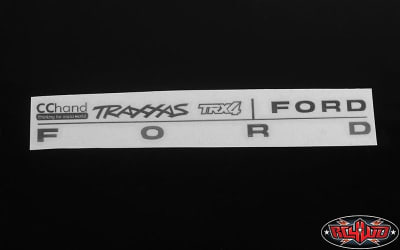 CChand TRAXXAS TRX4 | FORD
F O R D
RC4WD